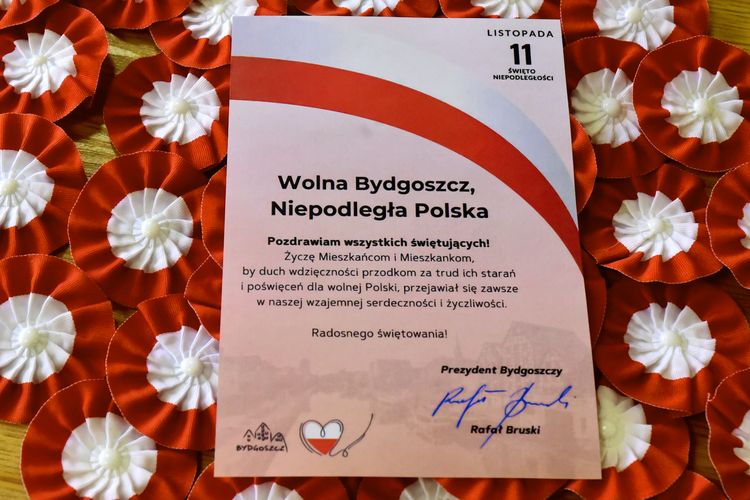 LISTOPADA
11
ŚWIĘTO
NIEPODLEGŁOŚCI
Wolna Bydgoszcz,
Niepodległa Polska
Pozdrawiam wszystkich świętujących!
Życzę Mieszkańcom i Mieszkankom,
by duch wdzięczności przodkom za trud ich starań
i poświęceń dla wolnej Polski, przejawiał się zawsze
w naszej wzajemnej serdeczności i życzliwości.
Radosnego świętowania!
Prezydent Bydgoszczy
Rafał Bruski
Rafał Bruski
BYDGOSZCZ